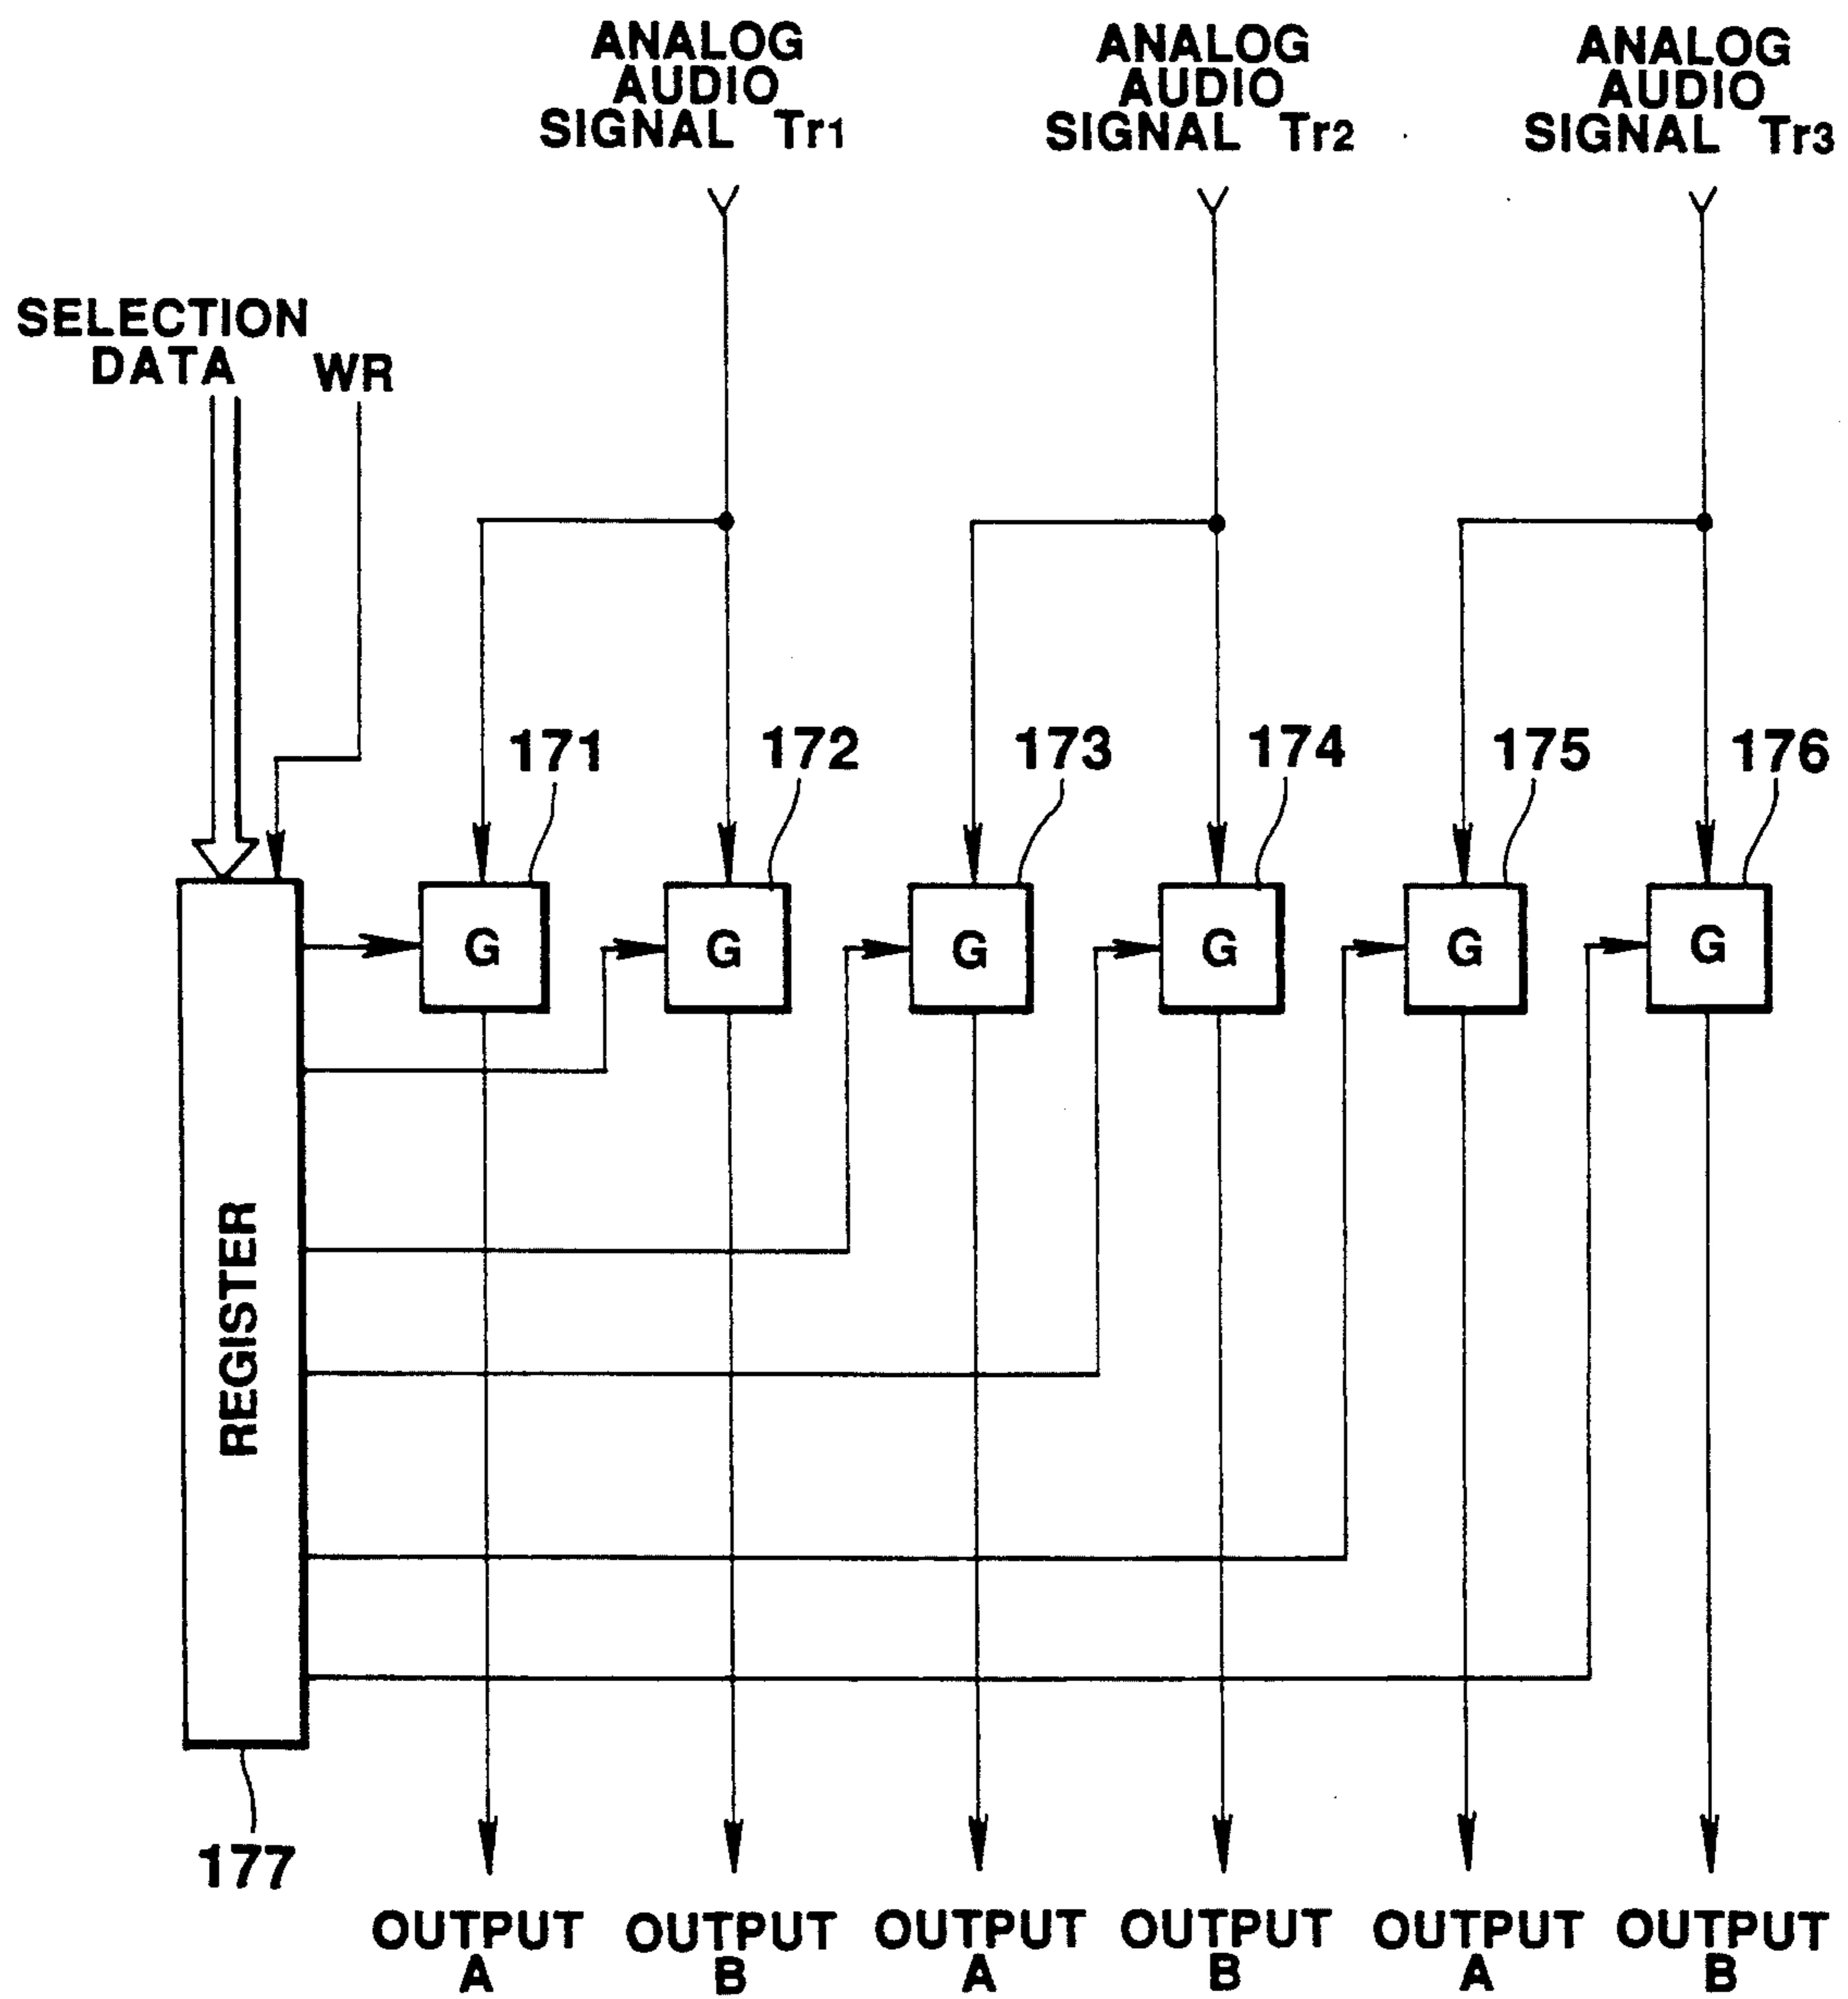 ANALOG
AUDIO
SIGNAL Tr1
ANALOG
AUDIO
SIGNAL Tr2
ANALOG
AUDIO
SIGNAL Tr3
SELECTION
DATA
WR
171
172
173
174
175
176
G
G
G
G
G
G
REGISTER
177
OUTPUT
A
OUTPUT
B
OUTPUT
A
OUTPUT
B
OUTPUT
A
OUTPUT
B